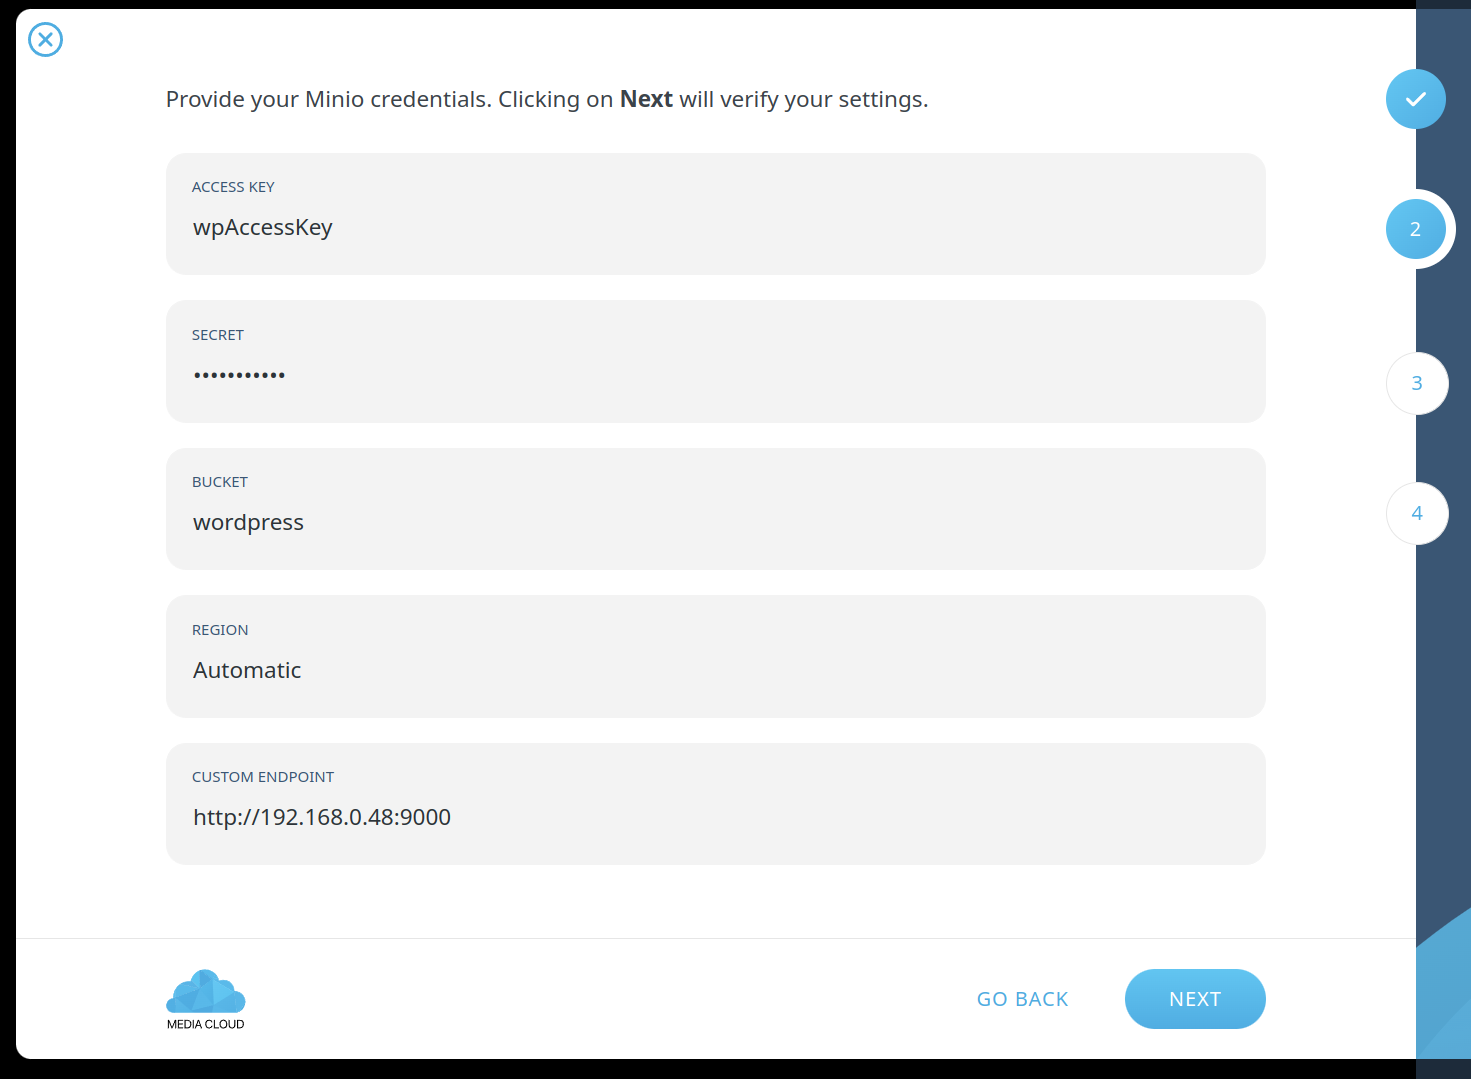 Provide your Minio credentials. Clicking on Next will verify your settings.
ACCESS KEY
wpAccessKey
2
SECRET
•••••••••••
3
BUCKET
wordpress
4
REGION
Automatic
CUSTOM ENDPOINT
http://192.168.0.48:9000
MEDIA CLOUD
GO BACK
NEXT